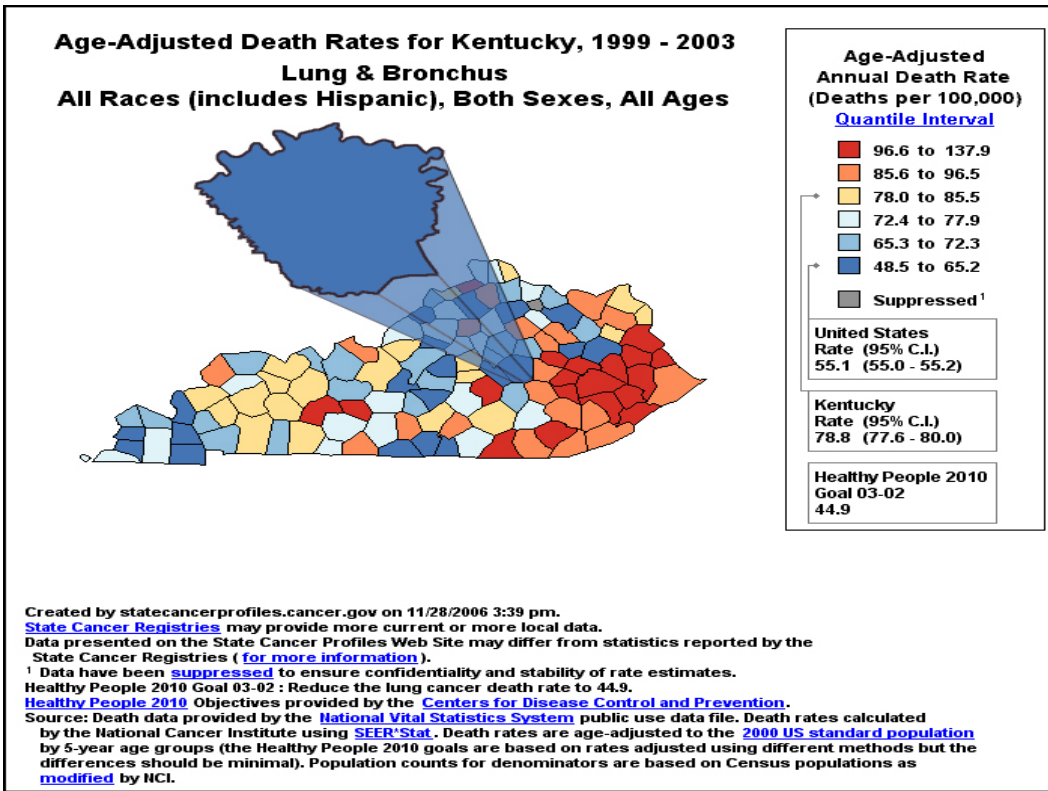 Age-Adjusted Death Rates for Kentucky, 1999 - 2003
Lung & Bronchus
All Races (includes Hispanic), Both Sexes, All Ages
Age-Adjusted
Annual Death Rate
(Deaths per 100,000)
Quantile Interval
96.6 to 137.9
85.6 to 96.5
78.0 to 85.5
72.4 to 77.9
65.3 to 72.3
48.5 to 65.2
Suppressed ¹
United States
Rate (95% C.I.)
55.1 (55.0 - 55.2)
Kentucky
Rate (95% C.I.)
78.8 (77.6 - 80.0)
Healthy People 2010
Goal 03-02
44.9
Created by statecancerprofiles.cancer.gov on 11/28/2006 3:39 pm.
State Cancer Registries may provide more current or more local data.
Data presented on the State Cancer Profiles Web Site may differ from statistics reported by the
State Cancer Registries ( for more information ).
¹ Data have been suppressed to ensure confidentiality and stability of rate estimates.
Healthy People 2010 Goal 03-02 : Reduce the lung cancer death rate to 44.9.
Healthy People 2010 Objectives provided by the Centers for Disease Control and Prevention.
Source: Death data provided by the National Vital Statistics System public use data file. Death rates calculated
by the National Cancer Institute using SEER*Stat. Death rates are age-adjusted to the 2000 US standard population
by 5-year age groups (the Healthy People 2010 goals are based on rates adjusted using different methods but the
differences should be minimal). Population counts for denominators are based on Census populations as
modified by NCI.